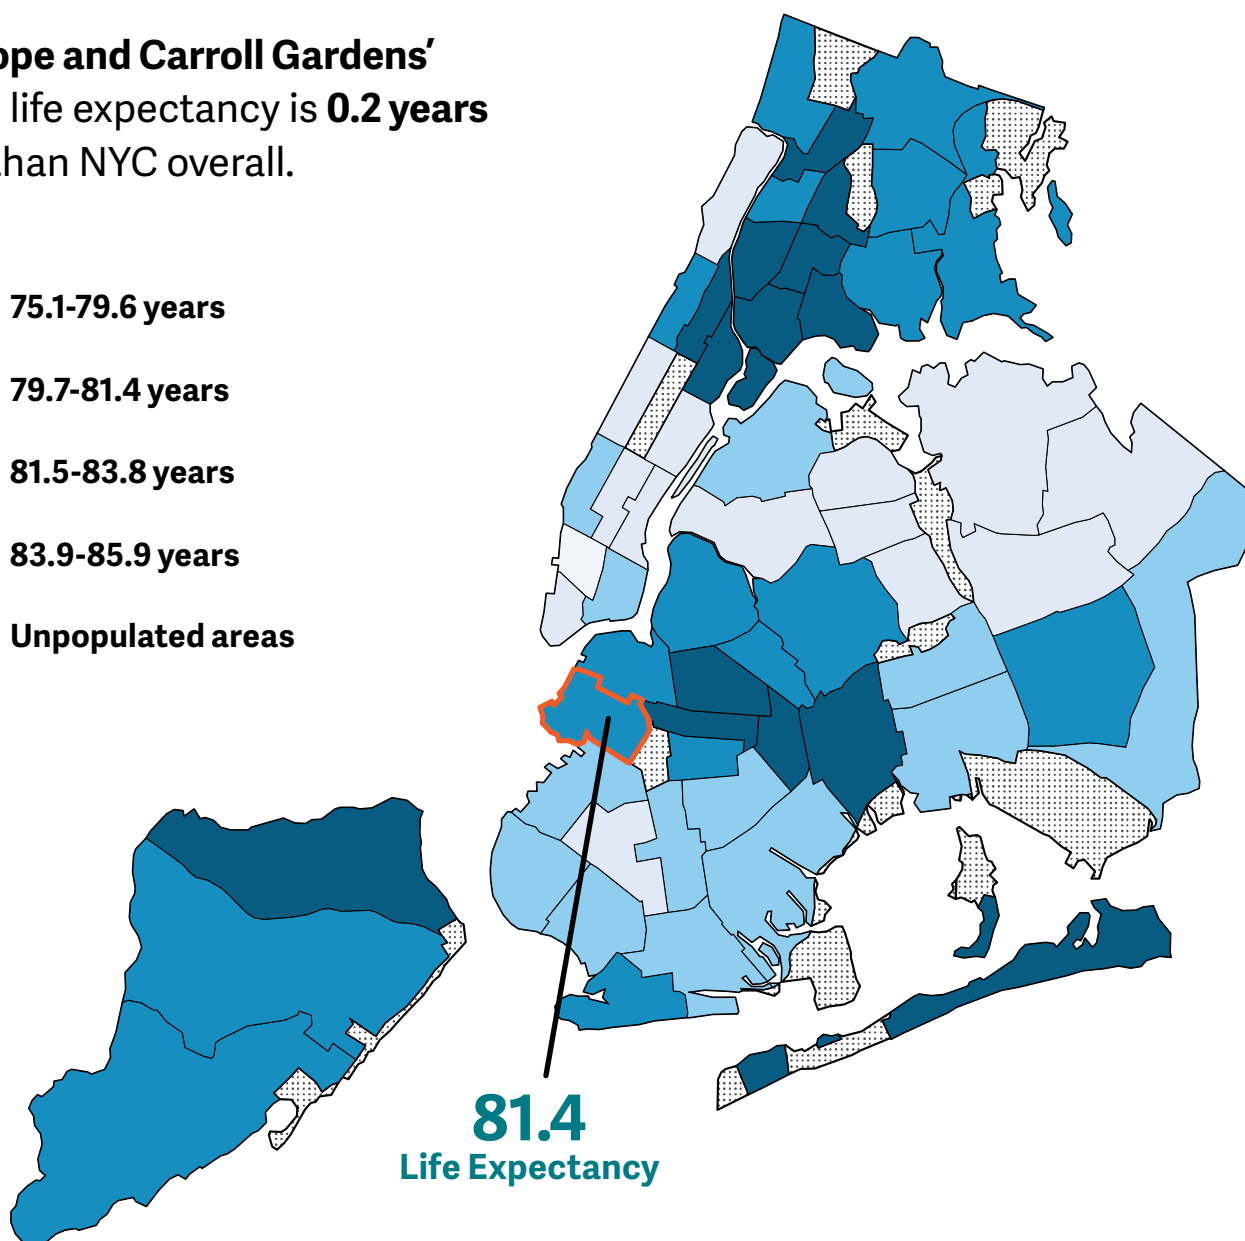 ope and Carroll Gardens’
life expectancy is 0.2 years
than NYC overall.
75.1-79.6 years
79.7-81.4 years
81.5-83.8 years
83.9-85.9 years
Unpopulated areas
81.4
Life Expectancy